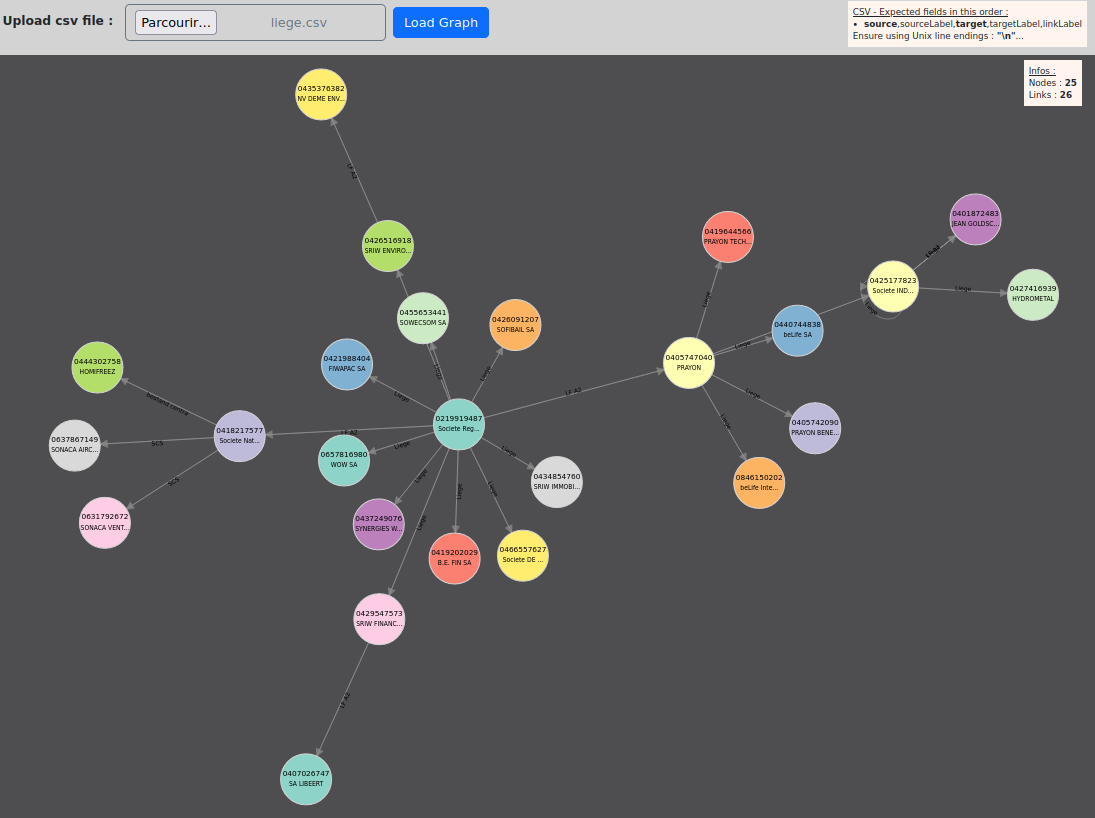 Upload csv file :
Parcourir...
liege.csv
Load Graph
CSV - Expected fields in this order :
• source,sourceLabel,target,targetLabel,linkLabel
Ensure using Unix line endings : "\n"...
Infos :
Nodes : 25
Links : 26
0435376382
NV DEME ENV...
LF A2
0426516918
SRIW ENVIRO...
0455653441
SOWECSOM SA
Liege
0426091207
SOFIBAIL SA
Liege
0421988404
FIWAPAC SA
Liege
0219919487
Societe Reg...
LF A2
0444302758
HOMIFREEZ
bestand centra
0637867149
SONACA AIRC...
SCS
0418217577
Societe Nat...
LF A2
0631792672
SONACA VENT...
SCS
0657816980
WOW SA
Liege
0437249076
SYNERGIES W...
Liege
0419202029
B.E. FIN SA
Liege
0466557627
Societe DE ...
Liege
0434854760
SRIW IMMOBI...
Liege
0429547573
SRIW FINANC...
Liege
LF A2
0407026747
SA LIBEERT
0419644566
PRAYON TECH...
Liege
0405747040
PRAYON
0440744838
beLife SA
Liege
0405742090
PRAYON BENE...
Liege
0846150202
beLife Inte...
Liege
0425177823
Societe IND...
Liege
0401872483
JEAN GOLDSC...
0427416939
HYDROMETAL
Liege